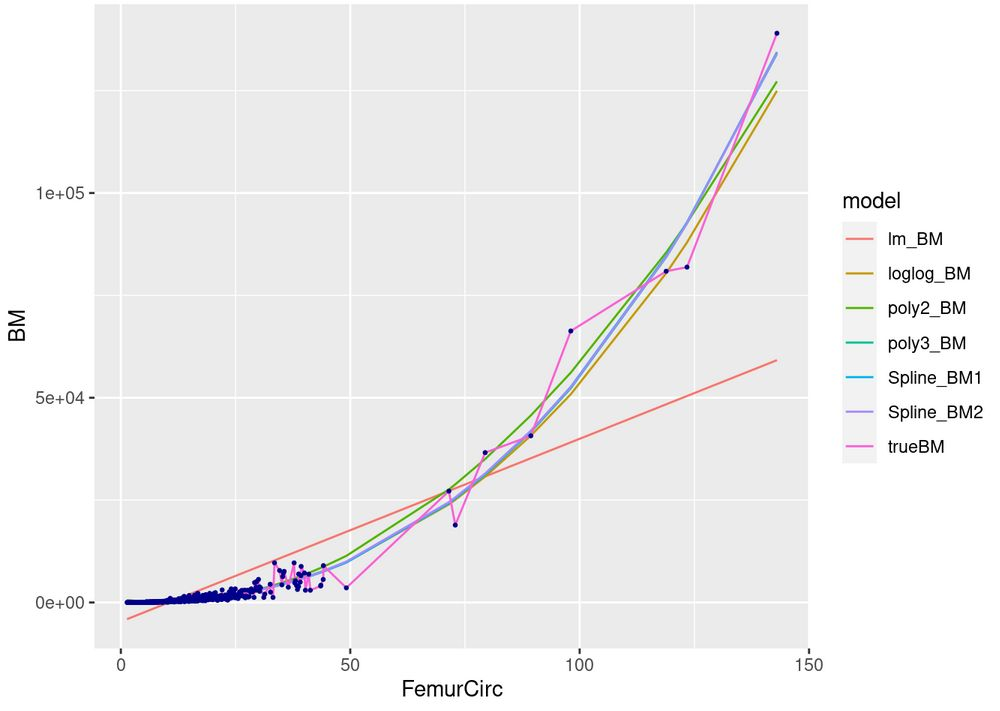 1e+05
5e+04
0e+00
BM
0
50
100
150
FemurCirc
model
lm_BM
loglog_BM
poly2_BM
poly3_BM
Spline_BM1
Spline_BM2
trueBM